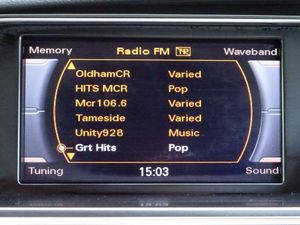 Memory Radio FM TP Waveband
OldhamCR Varied
HITS MCR Pop
Mcr106.6 Varied
Tameside Varied
Unity928 Music
Grt Hits Pop
Tuning 15:03 Sound